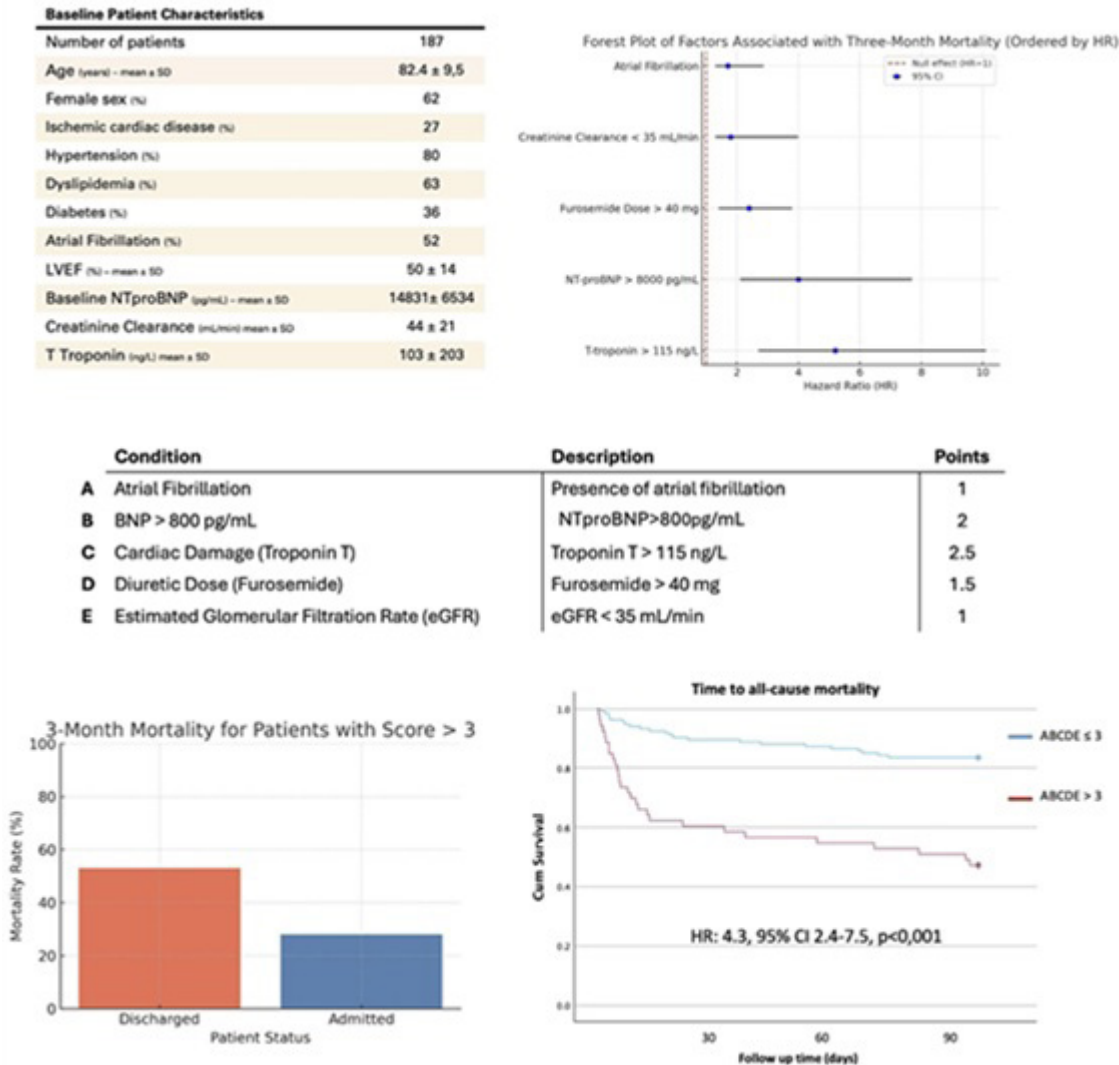 Baseline Patient Characteristics
Number of patients 187
Age (years) – mean ± SD 82.4 ± 9,5
Female sex (%) 62
Ischemic cardiac disease (%) 27
Hypertension (%) 80
Dyslipidemia (%) 63
Diabetes (%) 36
Atrial Fibrillation (%) 52
LVEF (%) – mean ± SD 50 ± 14
Baseline NTproBNP (pg/mL) – mean ± SD 14831± 6534
Creatinine Clearance (mL/min) mean ± SD 44 ± 21
T Troponin (ng/L) mean ± SD 103 ± 203
Forest Plot of Factors Associated with Three-Month Mortality (Ordered by HR)
Null effect (HR=1)
95% CI
Atrial Fibrillation
Creatinine Clearance < 35 mL/min
Furosemide Dose > 40 mg
NT-proBNP > 8000 pg/mL
T-troponin > 115 ng/L
2 4 6 8 10
Hazard Ratio (HR)
Condition Description Points
A Atrial Fibrillation Presence of atrial fibrillation 1
B BNP > 800 pg/mL NTproBNP>800pg/mL 2
C Cardiac Damage (Troponin T) Troponin T > 115 ng/L 2.5
D Diuretic Dose (Furosemide) Furosemide > 40 mg 1.5
E Estimated Glomerular Filtration Rate (eGFR) eGFR < 35 mL/min 1
3-Month Mortality for Patients with Score > 3
100
80
60
40
20
0
Mortality Rate (%)
Discharged Admitted
Patient Status
Time to all-cause mortality
1.0
0.8
0.6
0.4
0.2
0.0
Cum Survival
ABCDE ≤ 3
ABCDE > 3
HR: 4.3, 95% CI 2.4-7.5, p<0,001
30 60 90
Follow up time (days)